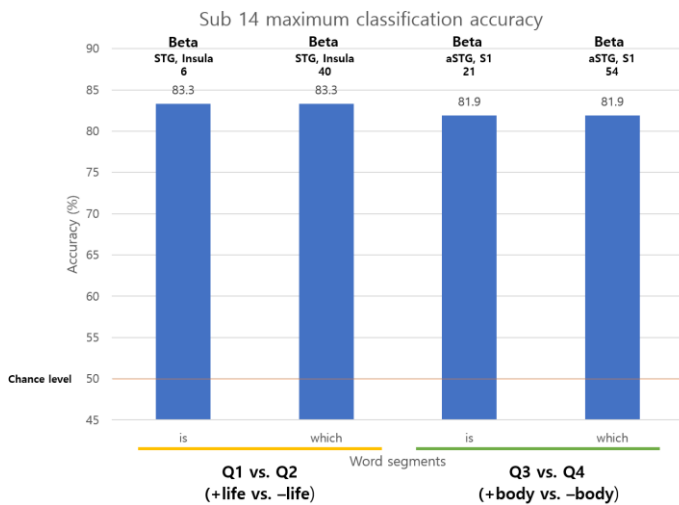 Sub 14 maximum classification accuracy
90
Beta
STG, Insula
6
83.3
Beta
STG, Insula
40
83.3
Beta
aSTG, S1
21
81.9
Beta
aSTG, S1
54
81.9
85
80
75
70
65
60
55
50
45
Accuracy (%)
Chance level
is
which
is
which
Word segments
Q1 vs. Q2
(+life vs. –life)
Q3 vs. Q4
(+body vs. –body)